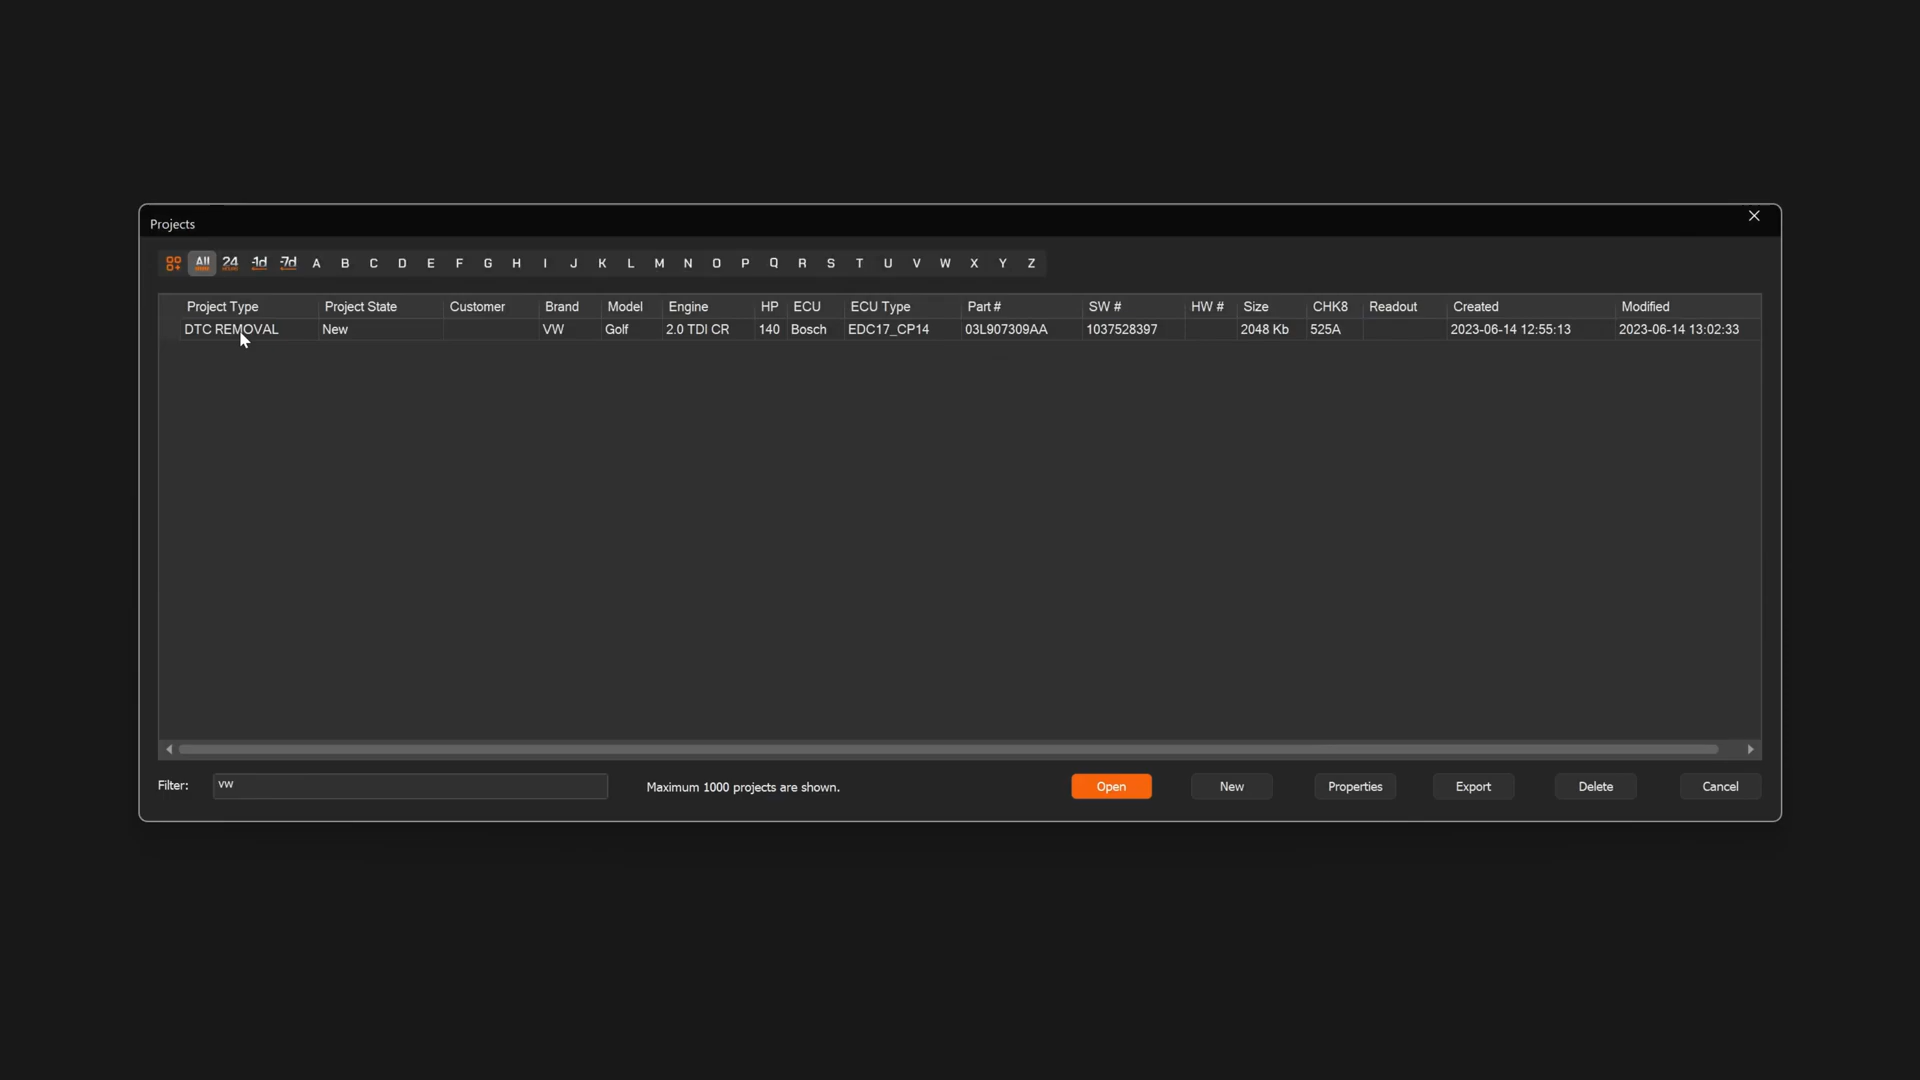 Projects
All 24 -1d -7d A B C D E F G H I J K L M N O P Q R S T U V W X Y Z
Project Type Project State Customer Brand Model Engine HP ECU ECU Type Part # SW # HW # Size CHK8 Readout Created Modified
DTC REMOVAL New VW Golf 2.0 TDI CR 140 Bosch EDC17_CP14 03L907309AA 1037528397 2048 Kb 525A 2023-06-14 12:55:13 2023-06-14 13:02:33
Filter: vw Maximum 1000 projects are shown. Open New Properties Export Delete Cancel